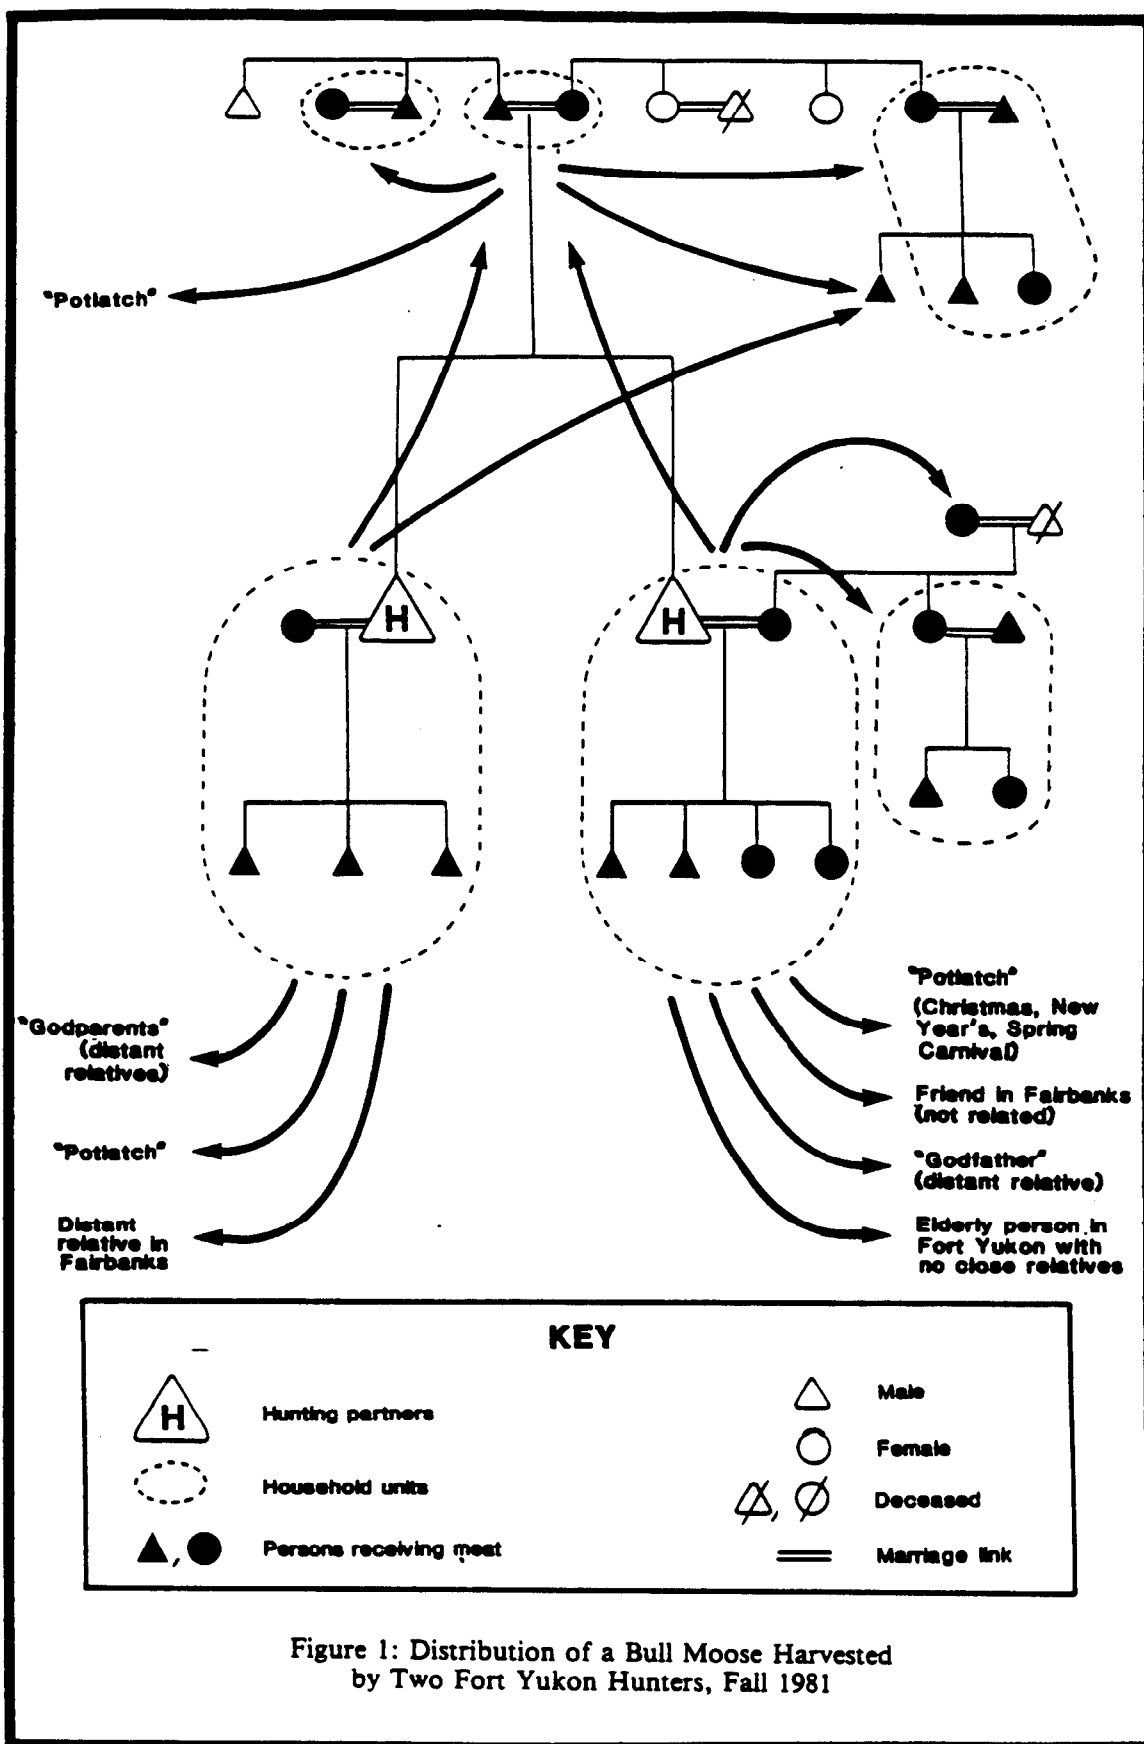 "Potlatch"
H
H
"Godparents"
(distant
relatives)
"Potlatch"
Distant
relative in
Fairbanks
"Potlatch"
(Christmas, New
Year's, Spring
Carnival)
Friend in Fairbanks
(not related)
"Godfather"
(distant relative)
Elderly person in
Fort Yukon with
no close relatives
KEY
H
Hunting partners
Household units
Persons receiving meat
Male
Female
Deceased
Marriage link
Figure 1: Distribution of a Bull Moose Harvested
by Two Fort Yukon Hunters, Fall 1981